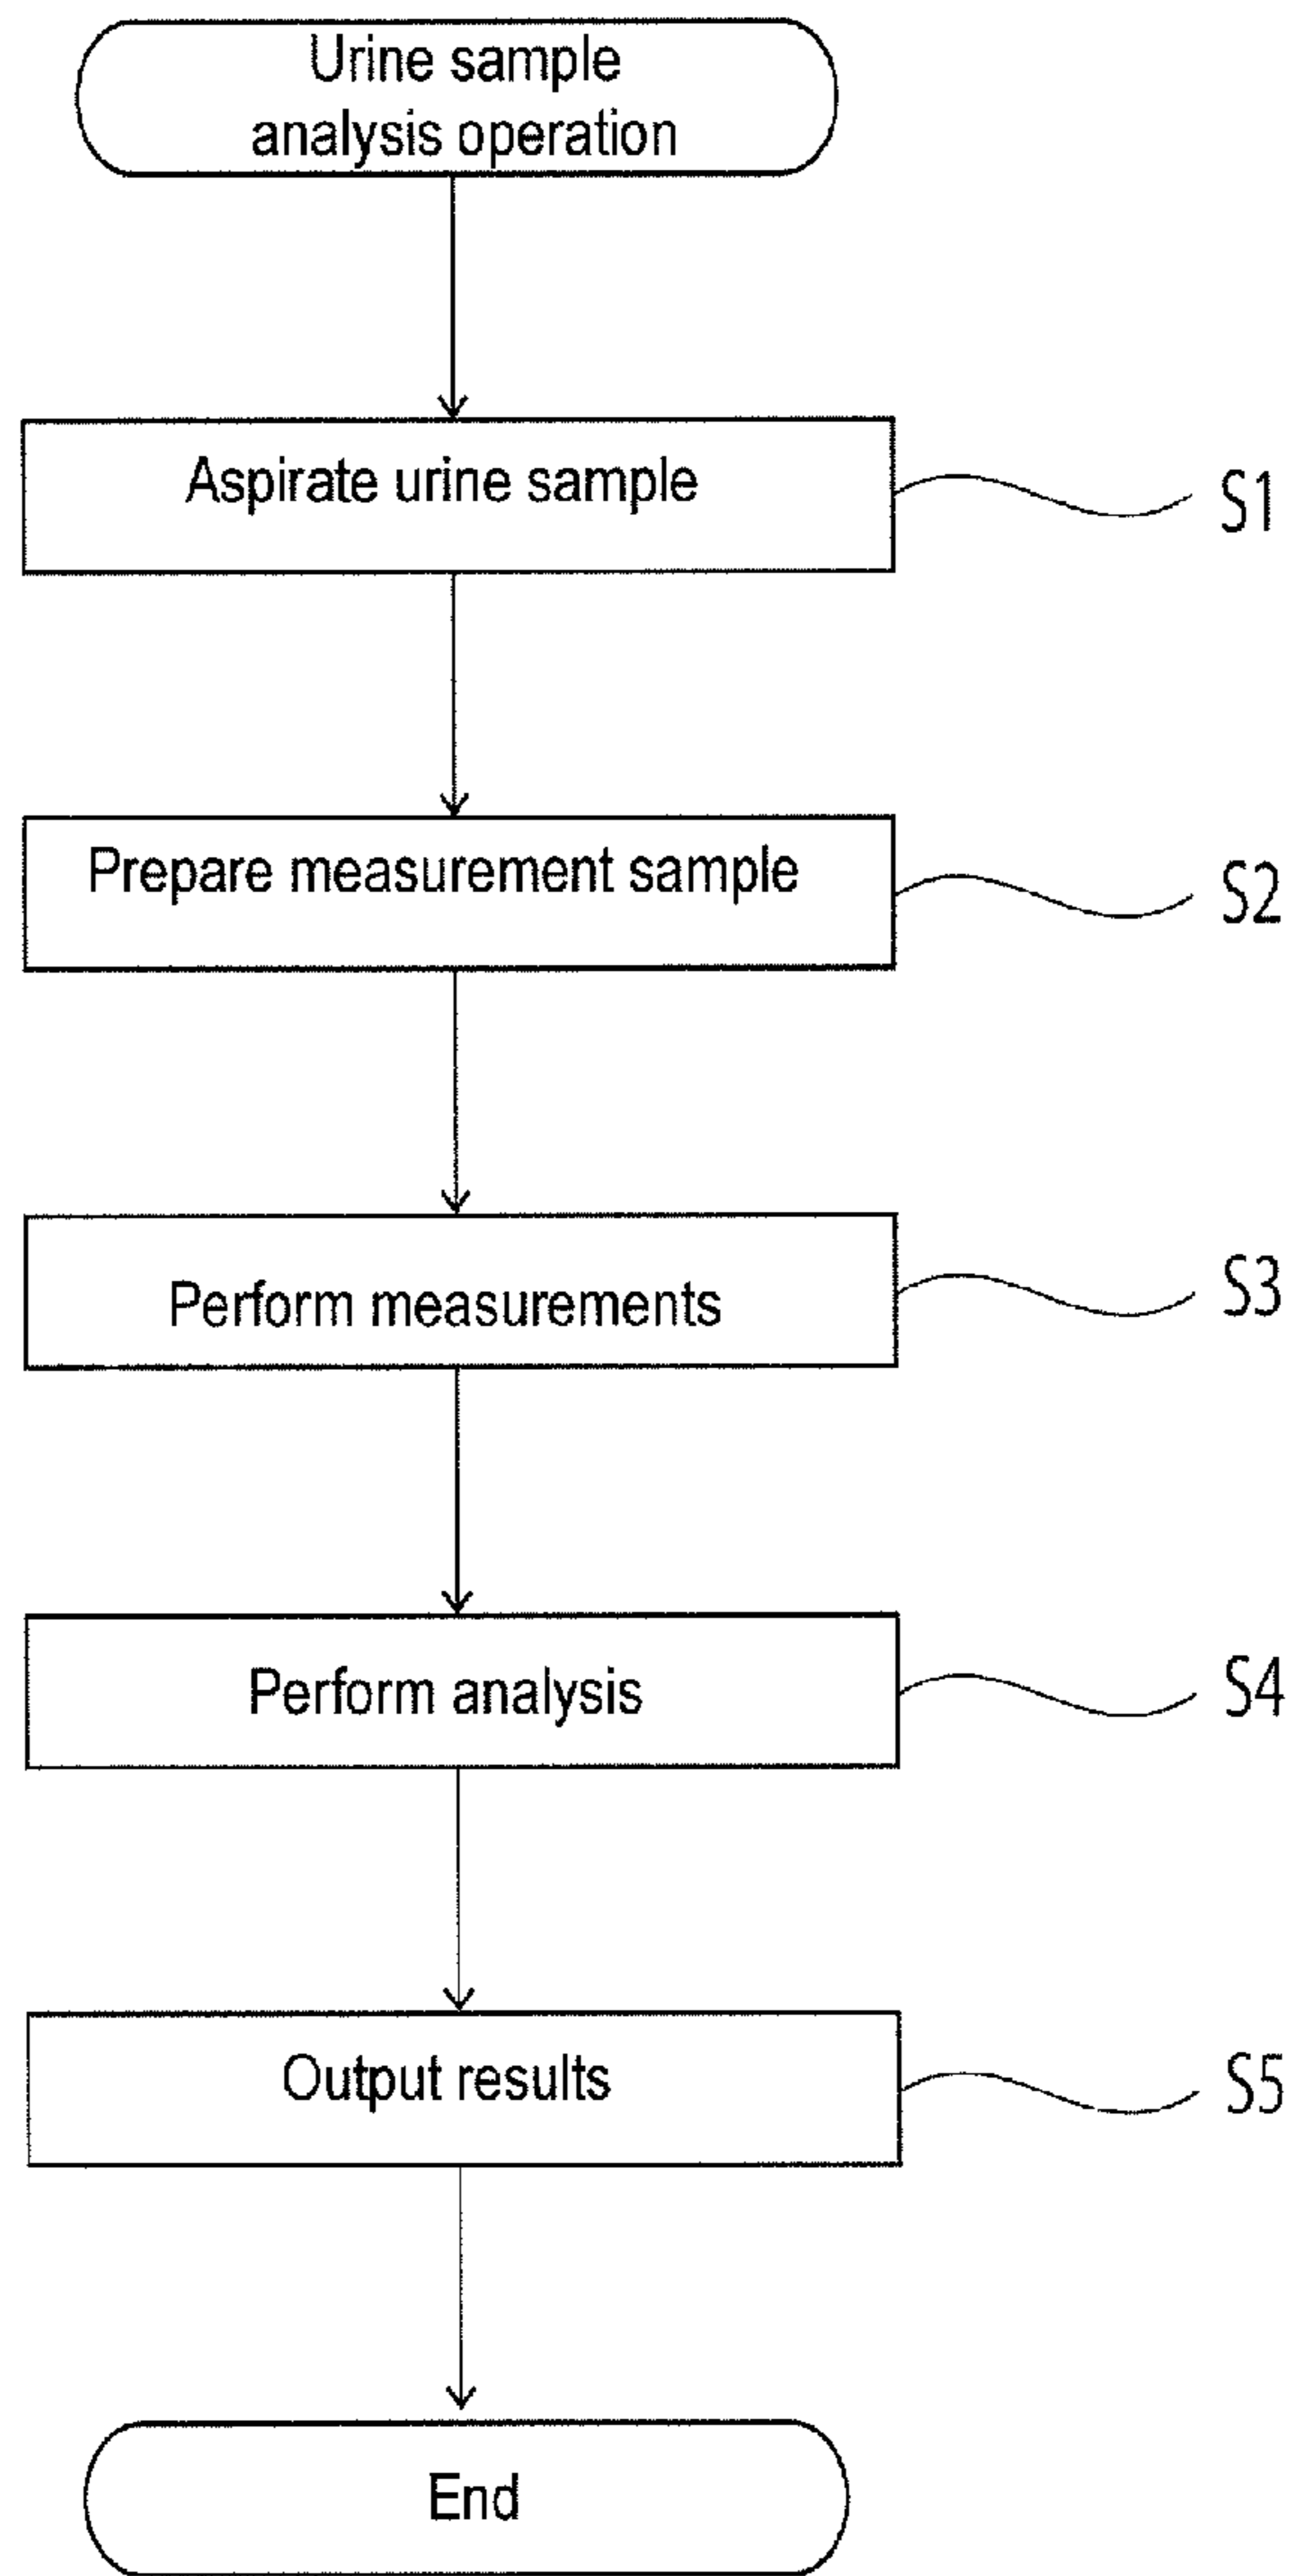 Urine sample
analysis operation
Aspirate urine sample
S1
Prepare measurement sample
S2
Perform measurements
S3
Perform analysis
S4
Output results
S5
End